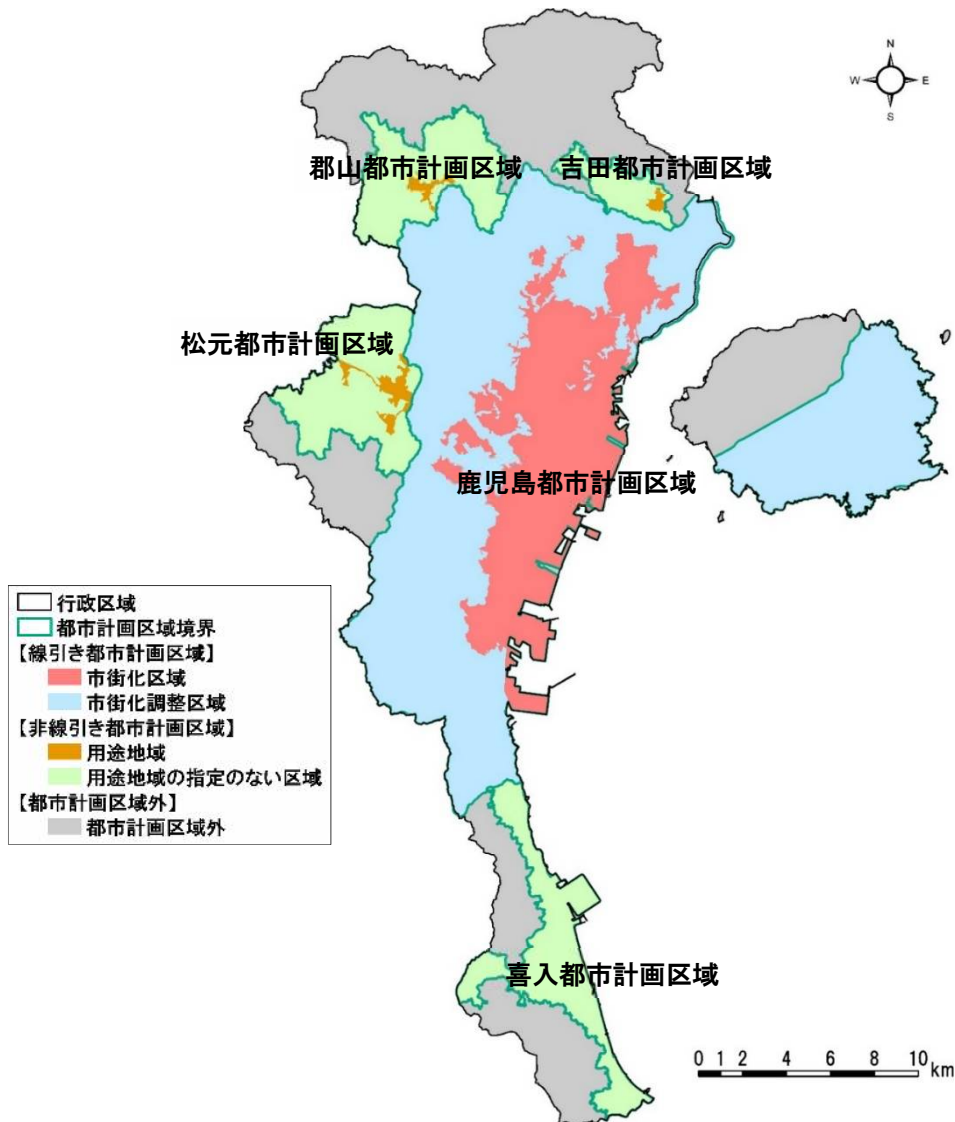 N
W
E
S
郡山都市計画区域
吉田都市計画区域
松元都市計画区域
鹿児島都市計画区域
行政区域
都市計画区域境界
【線引き都市計画区域】
市街化区域
市街化調整区域
【非線引き都市計画区域】
用途地域
用途地域の指定のない区域
【都市計画区域外】
都市計画区域外
喜入都市計画区域
0 1 2 4 6 8 10 km